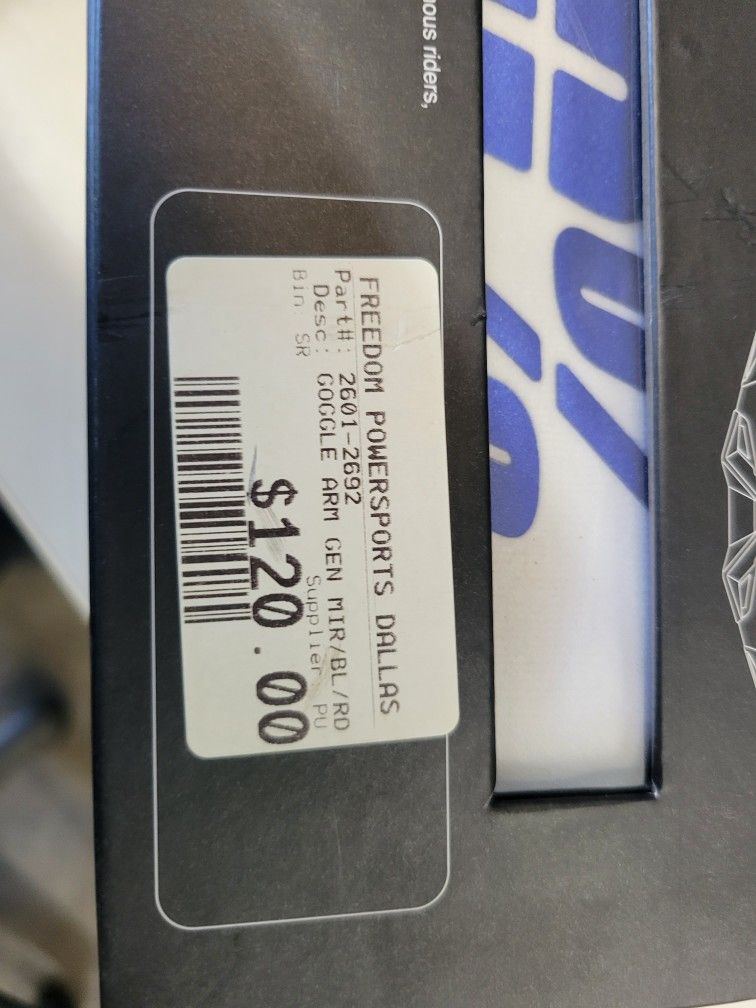 ous riders,
FREEDOM POWERSPORTS DALLAS
Part#: 2601-2692
Desc: GOGGLE ARM GEN MIR/BL/RD
Bin: SR Supplier PU
$120.00